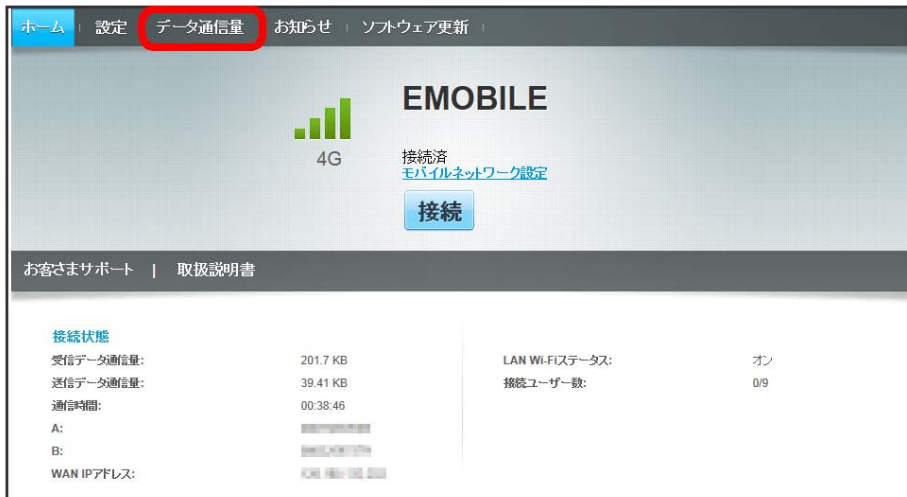 ホーム 設定 データ通信量 お知らせ ソフトウェア更新
EMOBILE
4G
接続済
モバイルネットワーク設定
接続
お客さまサポート | 取扱説明書
接続状態
受信データ通信量: 201.7 KB LAN Wi-Fiステータス: オン
送信データ通信量: 39.41 KB 接続ユーザー数: 0/9
通信時間: 00:38:46
A:
B:
WAN IPアドレス: